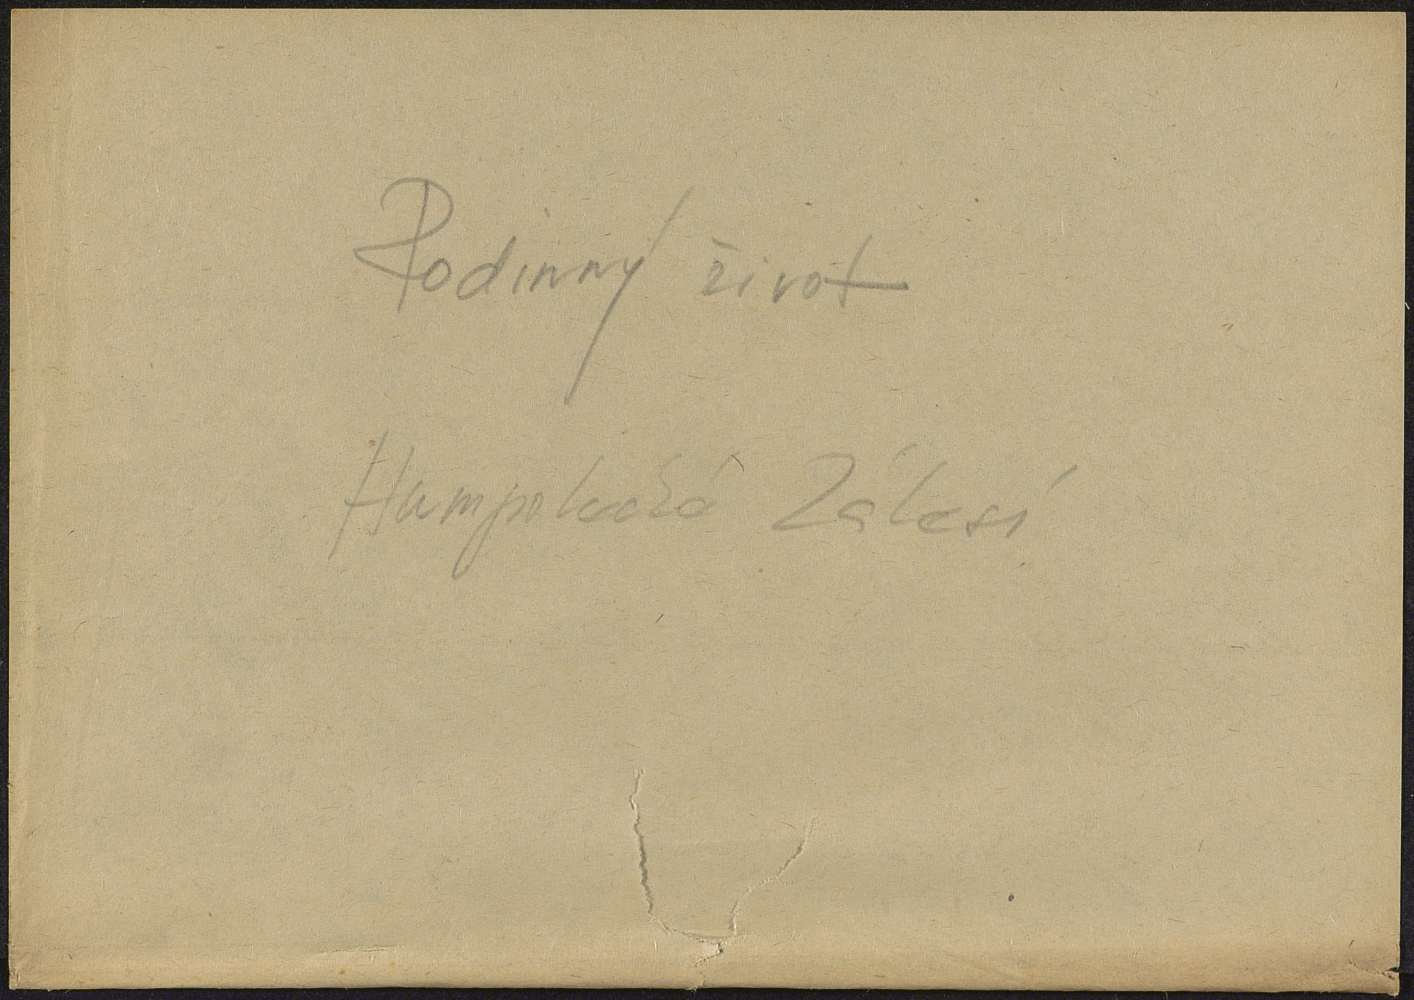 Rodinný život
Humpolecké Zálesí